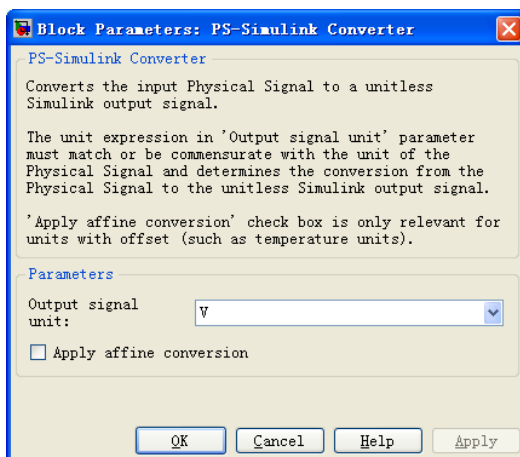 Block Parameters: PS-Simulink Converter
PS-Simulink Converter
Converts the input Physical Signal to a unitless
Simulink output signal.
The unit expression in 'Output signal unit' parameter
must match or be commensurate with the unit of the
Physical Signal and determines the conversion from the
Physical Signal to the unitless Simulink output signal.
'Apply affine conversion' check box is only relevant for
units with offset (such as temperature units).
Parameters
Output signal
unit:
V
Apply affine conversion
OK
Cancel
Help
Apply